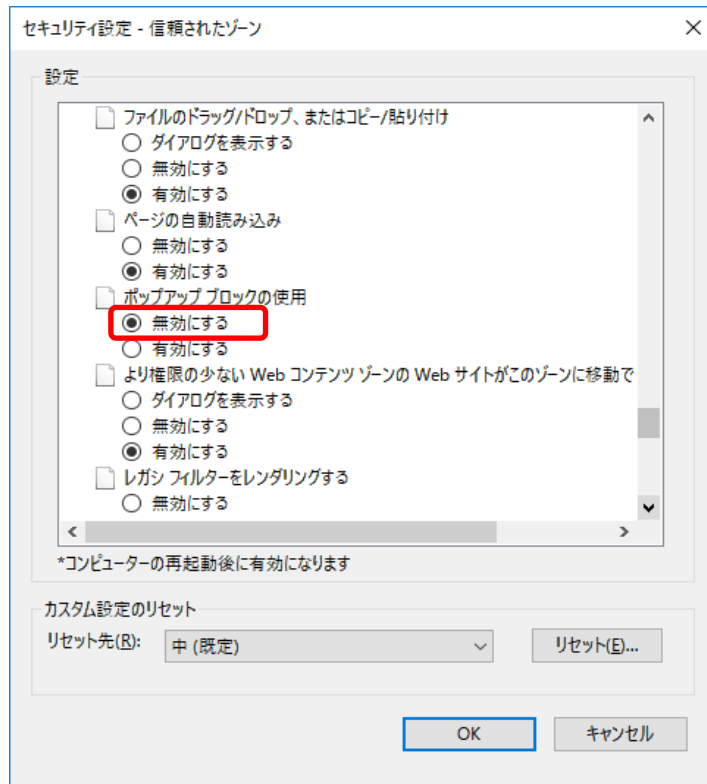 セキュリティ設定 - 信頼されたゾーン
設定
ファイルのドラッグ/ドロップ、またはコピー/貼り付け
ダイアログを表示する
無効にする
有効にする
ページの自動読み込み
無効にする
有効にする
ポップアップ ブロックの使用
無効にする
有効にする
より権限の少ない Web コンテンツ ゾーンの Web サイトがこのゾーンに移動で
ダイアログを表示する
無効にする
有効にする
レガシ フィルターをレンダリングする
無効にする
*コンピューターの再起動後に有効になります
カスタム設定のリセット
リセット先(R): 中 (既定) リセット(E)...
OK キャンセル